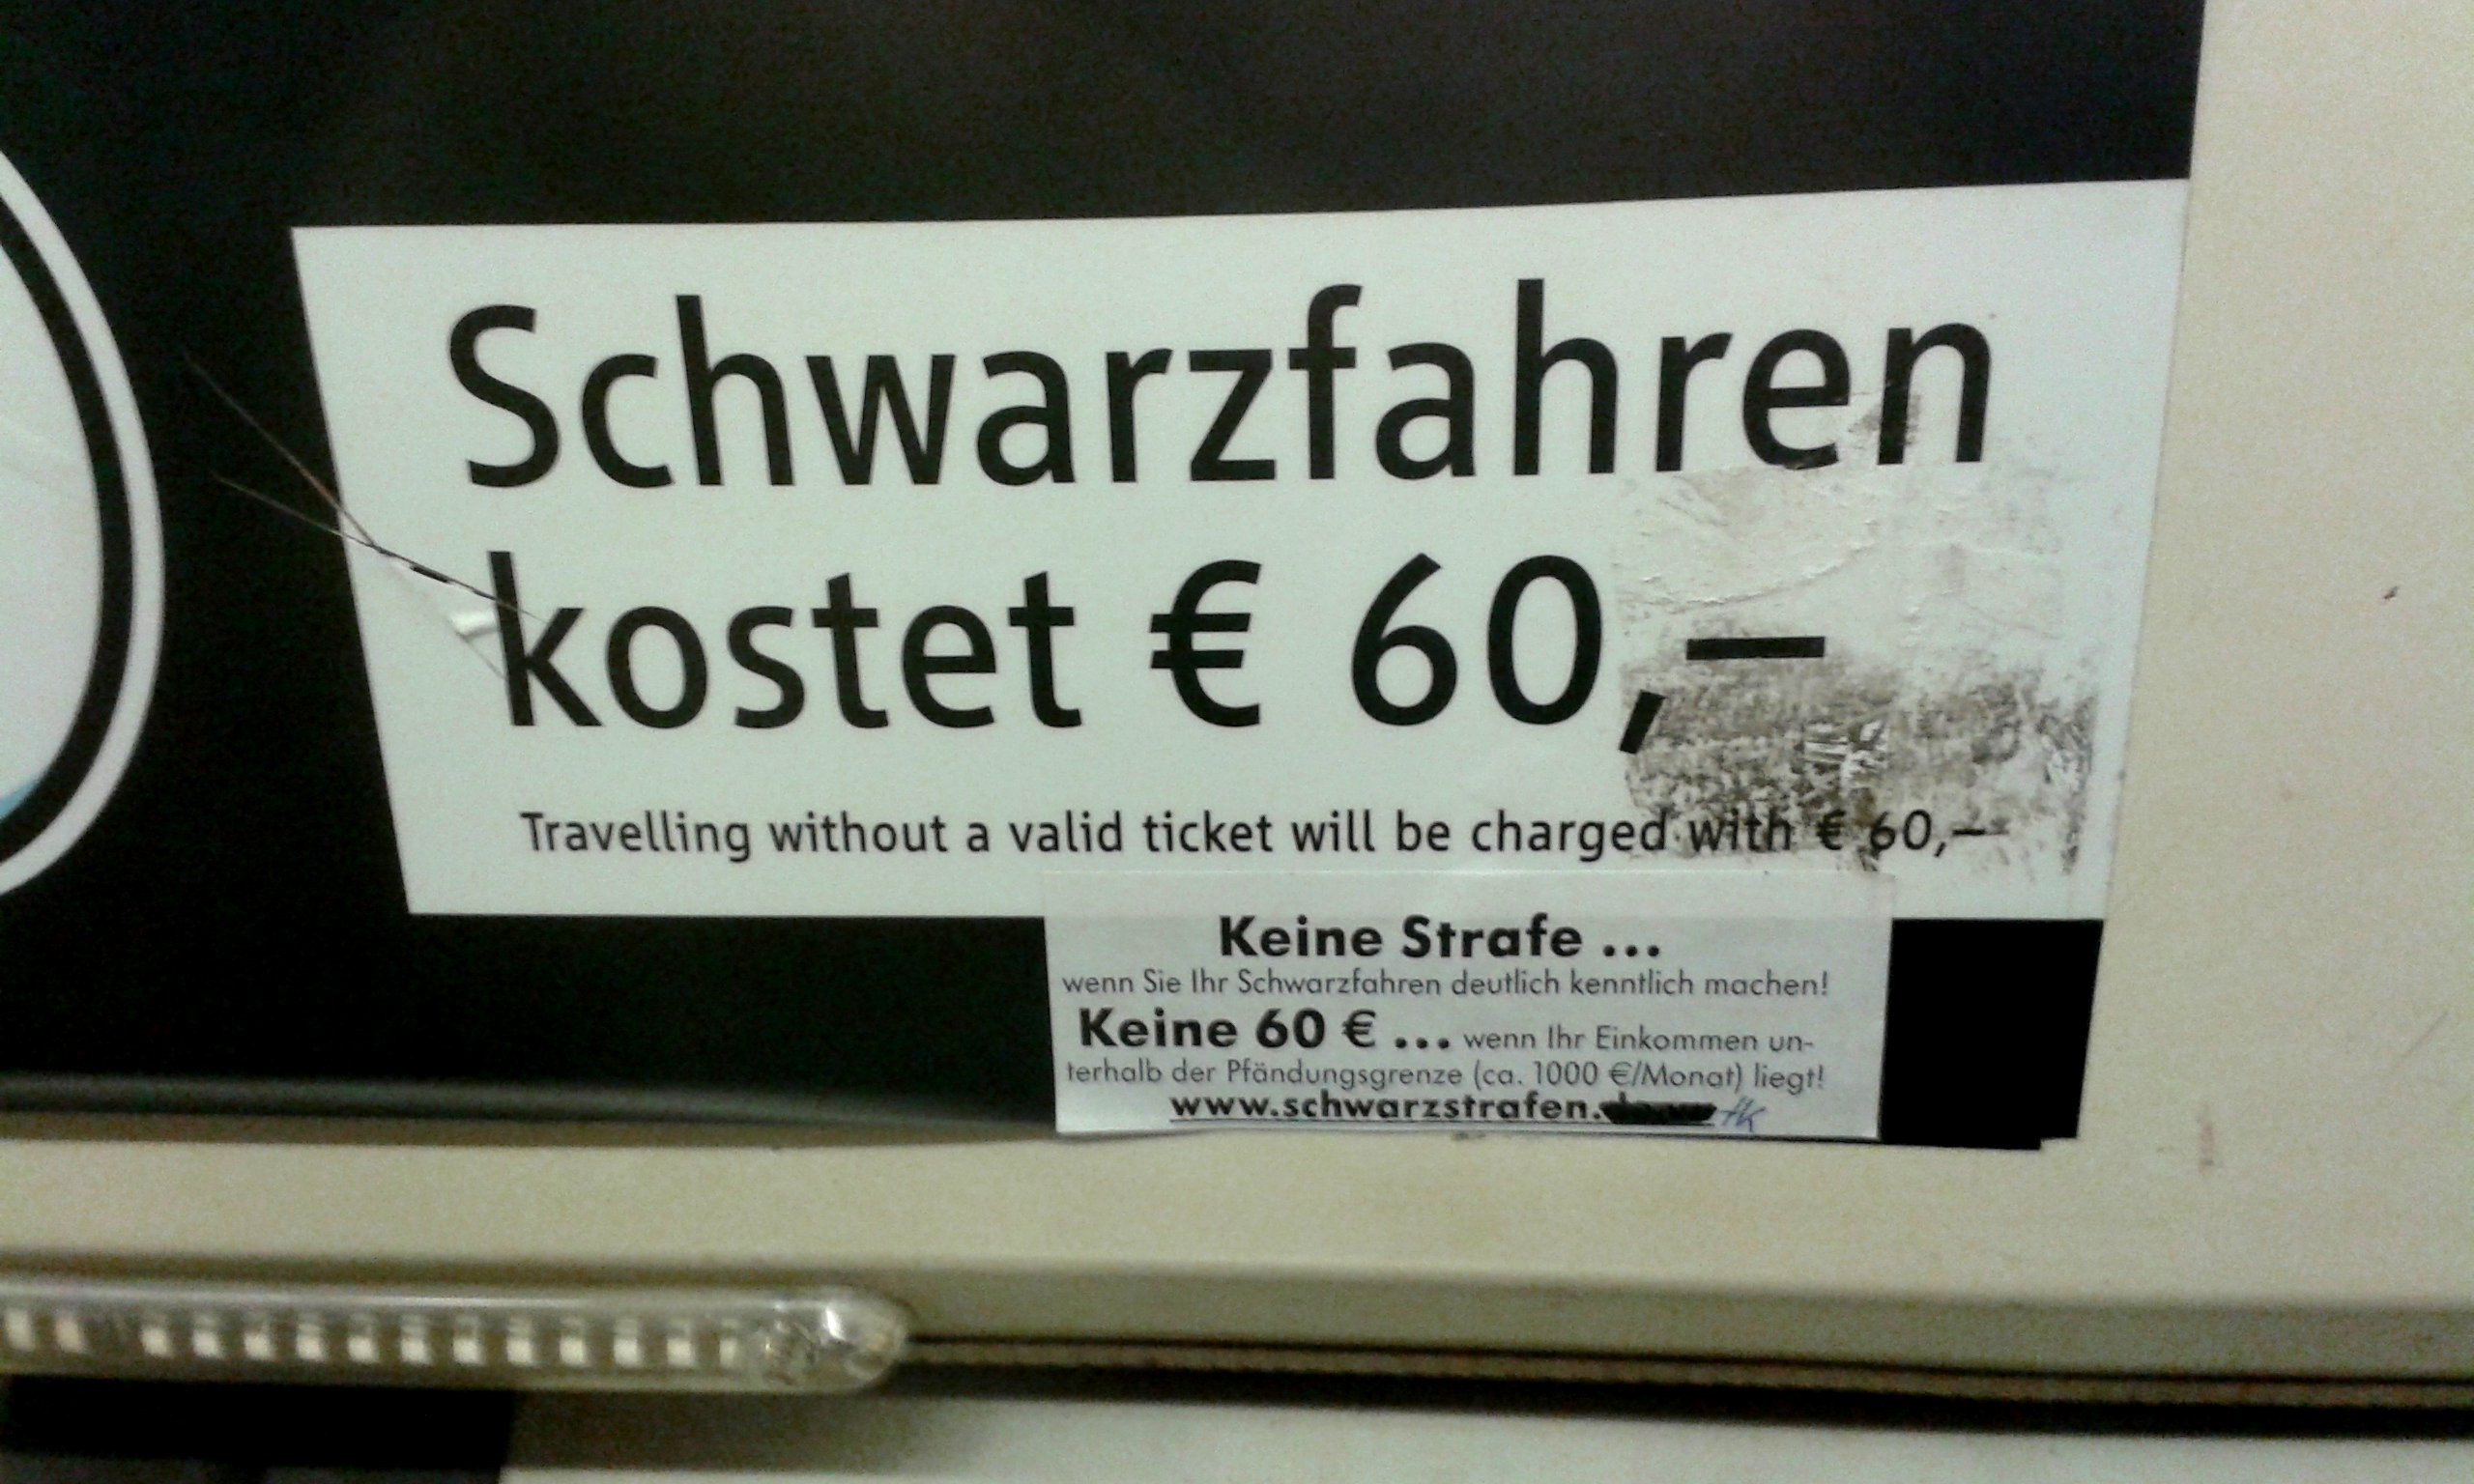 Schwarzfahren
kostet € 60,–
Travelling without a valid ticket will be charged with € 60,–
Keine Strafe ...
wenn Sie Ihr Schwarzfahren deutlich kenntlich machen!
Keine 60 € ... wenn Ihr Einkommen un-
terhalb der Pfändungsgrenze (ca. 1000 €/Monat) liegt!
www.schwarzstrafen. tk